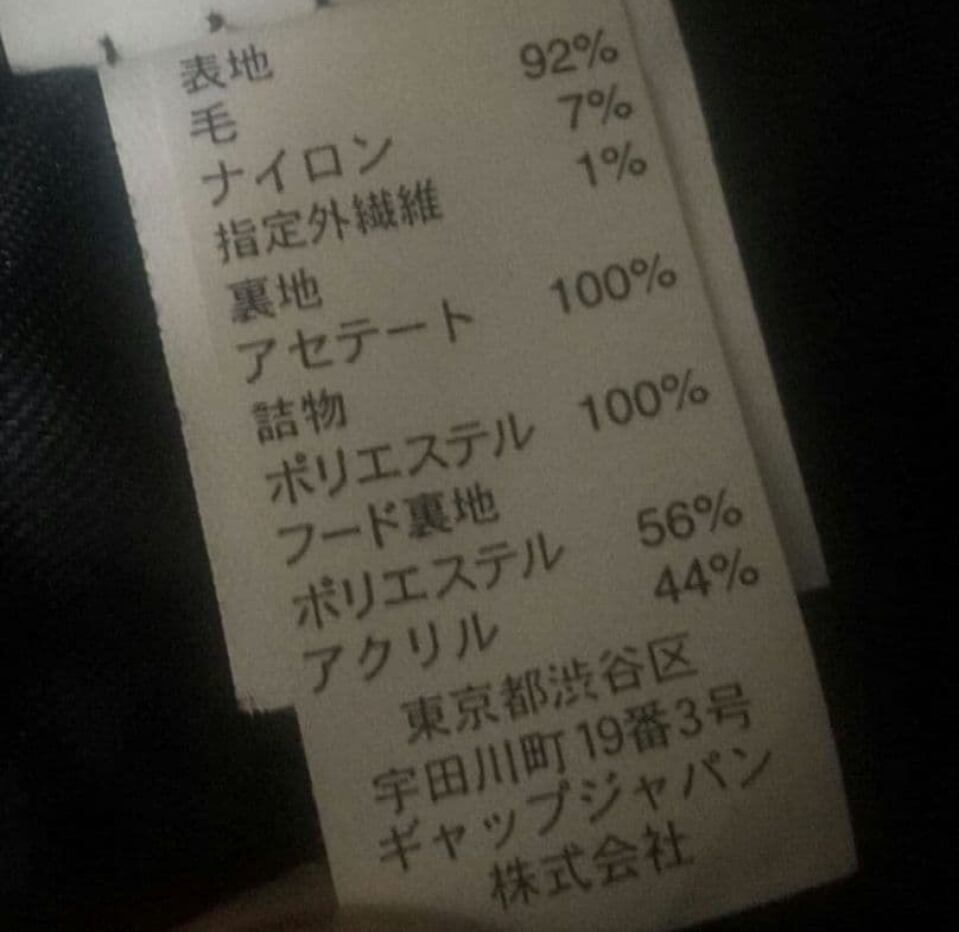 表地
毛 92%
ナイロン 7%
指定外繊維 1%
裏地
アセテート 100%
詰物
ポリエステル 100%
フード裏地
ポリエステル 56%
アクリル 44%
東京都渋谷区
宇田川町19番3号
ギャップジャパン
株式会社